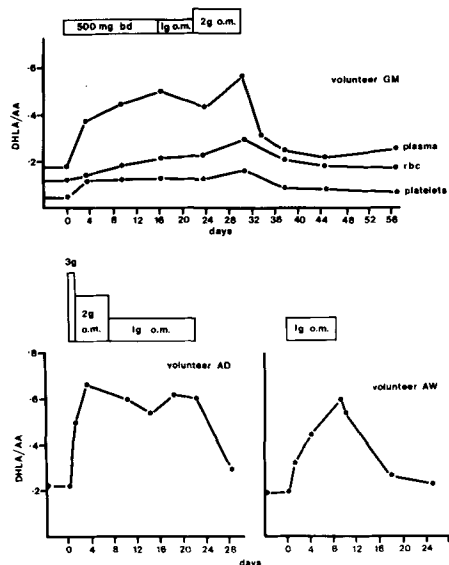 500 mg bd
1g o.m.
2g o.m.
volunteer GM
DHLA/AA
·6
·4
·2
plasma
rbc
platelets
0 4 8 12 16 20 24 28 32 36 40 44 48 52 56
days
3g
2g
o.m.
1g o.m.
volunteer AD
DHLA/AA
·8
·6
·4
·2
0 4 8 12 16 20 24 28
days
1g o.m.
volunteer AW
0 4 8 12 16 20 24
days